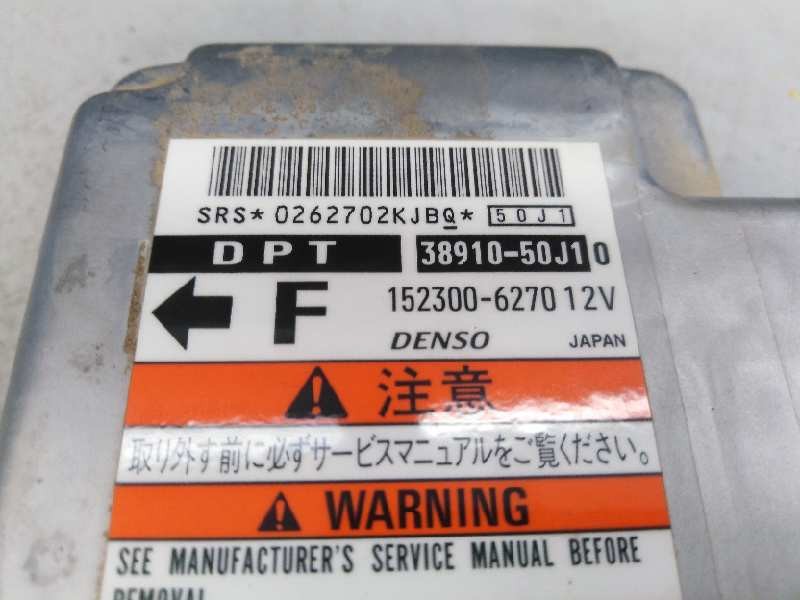 SRS*0262702KJBQ* 50J1
DPT 38910-50J10
F 152300-6270 12V
DENSO JAPAN
注意
取り外す前に必ずサービスマニュアルをご覧ください。
WARNING
SEE MANUFACTURER'S SERVICE MANUAL BEFORE
REMOVAL